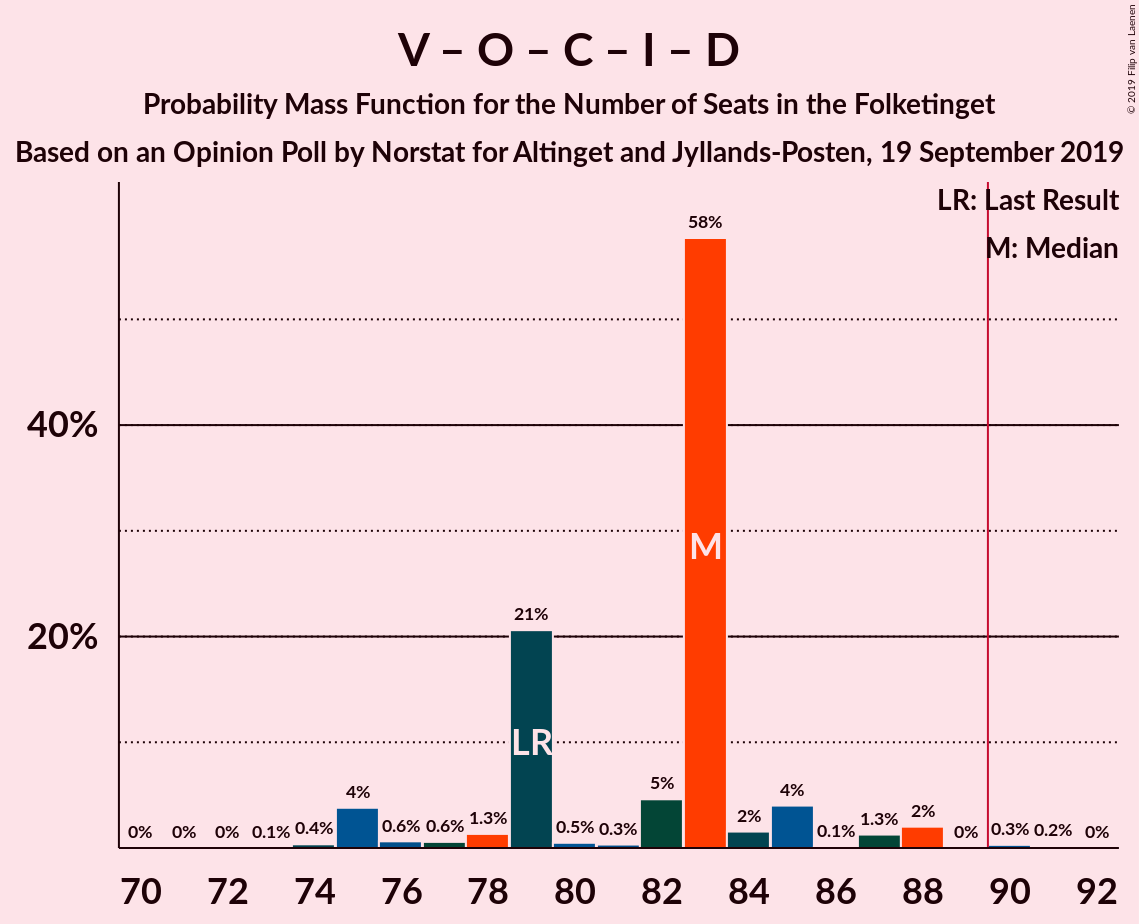 V – O – C – I – D
Probability Mass Function for the Number of Seats in the Folketinget
Based on an Opinion Poll by Norstat for Altinget and Jyllands-Posten, 19 September 2019
© 2019 Filip van Laenen
LR: Last Result
M: Median
58%
40%
M
21%
20%
LR
0% 0% 0% 0.1% 0.4% 4% 0.6% 0.6% 1.3% 0.5% 0.3% 5% 2% 4% 0.1% 1.3% 2% 0% 0.3% 0.2% 0%
70 72 74 76 78 80 82 84 86 88 90 92